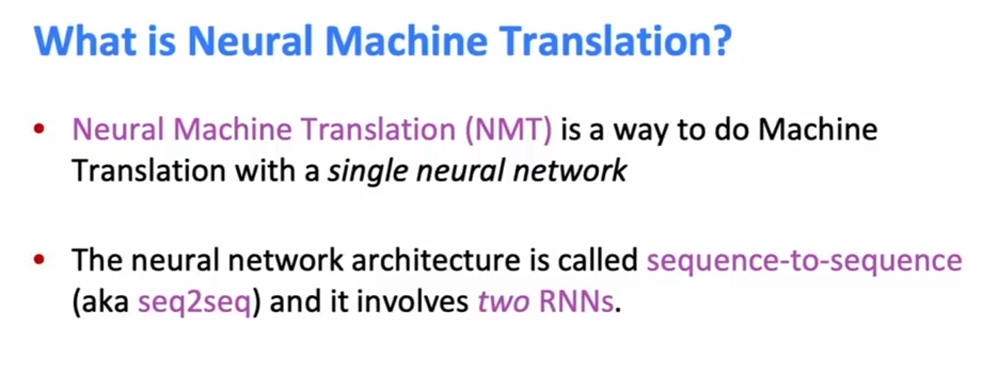 What is Neural Machine Translation?
• Neural Machine Translation (NMT) is a way to do Machine
Translation with a single neural network
• The neural network architecture is called sequence-to-sequence
(aka seq2seq) and it involves two RNNs.